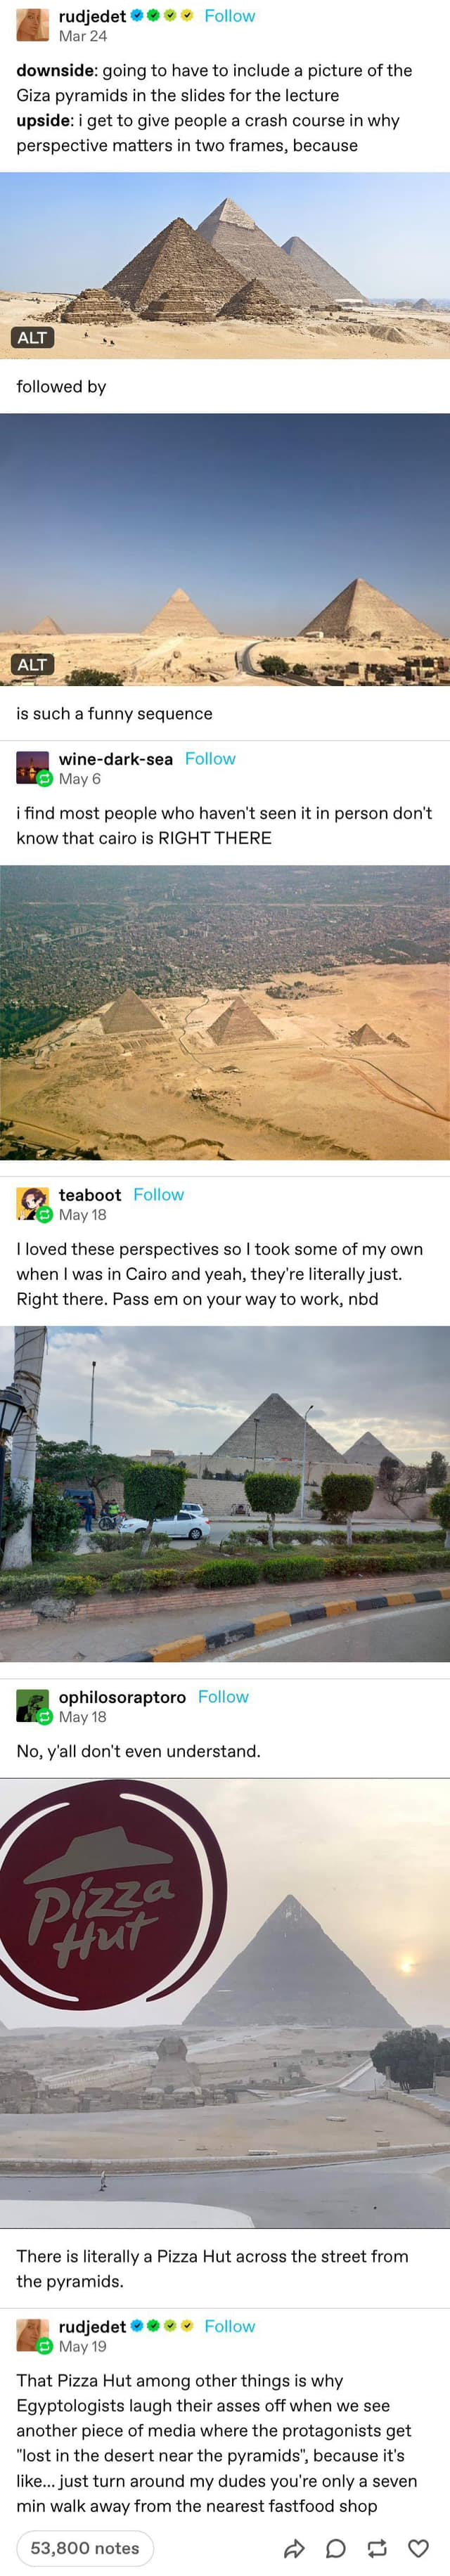 rudjedet Follow
Mar 24
downside: going to have to include a picture of the
Giza pyramids in the slides for the lecture
upside: i get to give people a crash course in why
perspective matters in two frames, because
ALT
followed by
ALT
is such a funny sequence
wine-dark-sea Follow
May 6
i find most people who haven't seen it in person don't
know that cairo is RIGHT THERE
teaboot Follow
May 18
I loved these perspectives so I took some of my own
when I was in Cairo and yeah, they're literally just.
Right there. Pass em on your way to work, nbd
ophilosoraptoro Follow
May 18
No, y'all don't even understand.
Pizza
Hut
There is literally a Pizza Hut across the street from
the pyramids.
rudjedet Follow
May 19
That Pizza Hut among other things is why
Egyptologists laugh their asses off when we see
another piece of media where the protagonists get
"lost in the desert near the pyramids", because it's
like... just turn around my dudes you're only a seven
min walk away from the nearest fastfood shop
53,800 notes